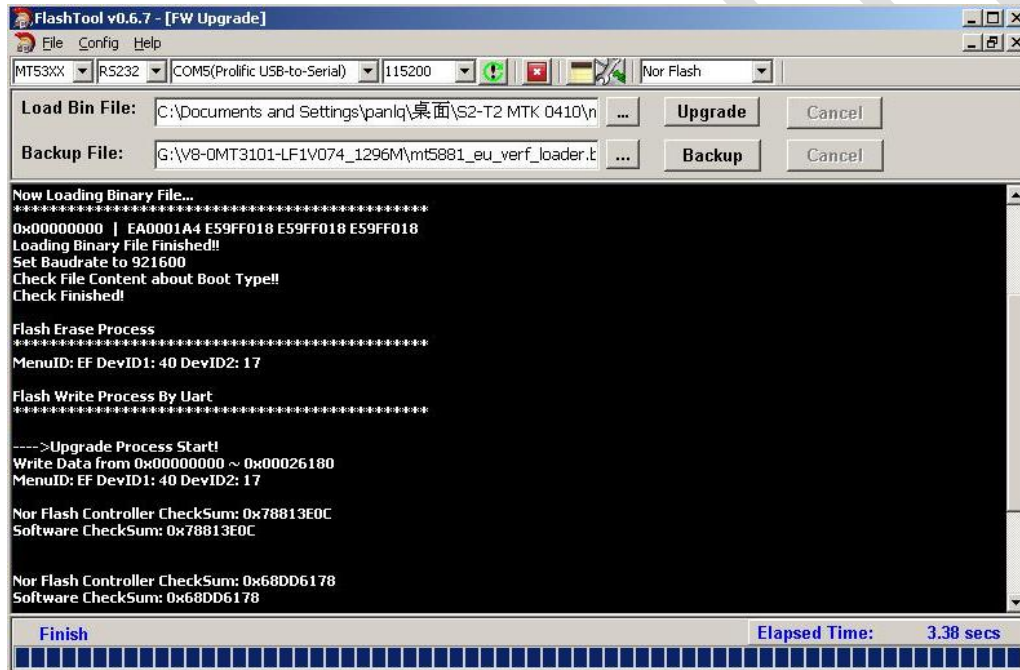 FlashTool v0.6.7 - [FW Upgrade]
File Config Help
MT53XX RS232 COM5(Prolific USB-to-Serial) 115200 Nor Flash
Load Bin File: C:\Documents and Settings\panlq\桌面\S2-T2 MTK 0410\n ... Upgrade Cancel
Backup File: G:\V8-0MT3101-LF1V074_1296M\mt5881_eu_verf_loader.b ... Backup Cancel
Now Loading Binary File...
**************************************************
0x00000000 | EA0001A4 E59FF018 E59FF018 E59FF018
Loading Binary File Finished!!
Set Baudrate to 921600
Check File Content about Boot Type!!
Check Finished!
Flash Erase Process
**************************************************
MenuID: EF DevID1: 40 DevID2: 17
Flash Write Process By Uart
**************************************************
---->Upgrade Process Start!
Write Data from 0x00000000 ~ 0x00026180
MenuID: EF DevID1: 40 DevID2: 17
Nor Flash Controller CheckSum: 0x78813E0C
Software CheckSum: 0x78813E0C
Nor Flash Controller CheckSum: 0x68DD6178
Software CheckSum: 0x68DD6178
Finish Elapsed Time: 3.38 secs